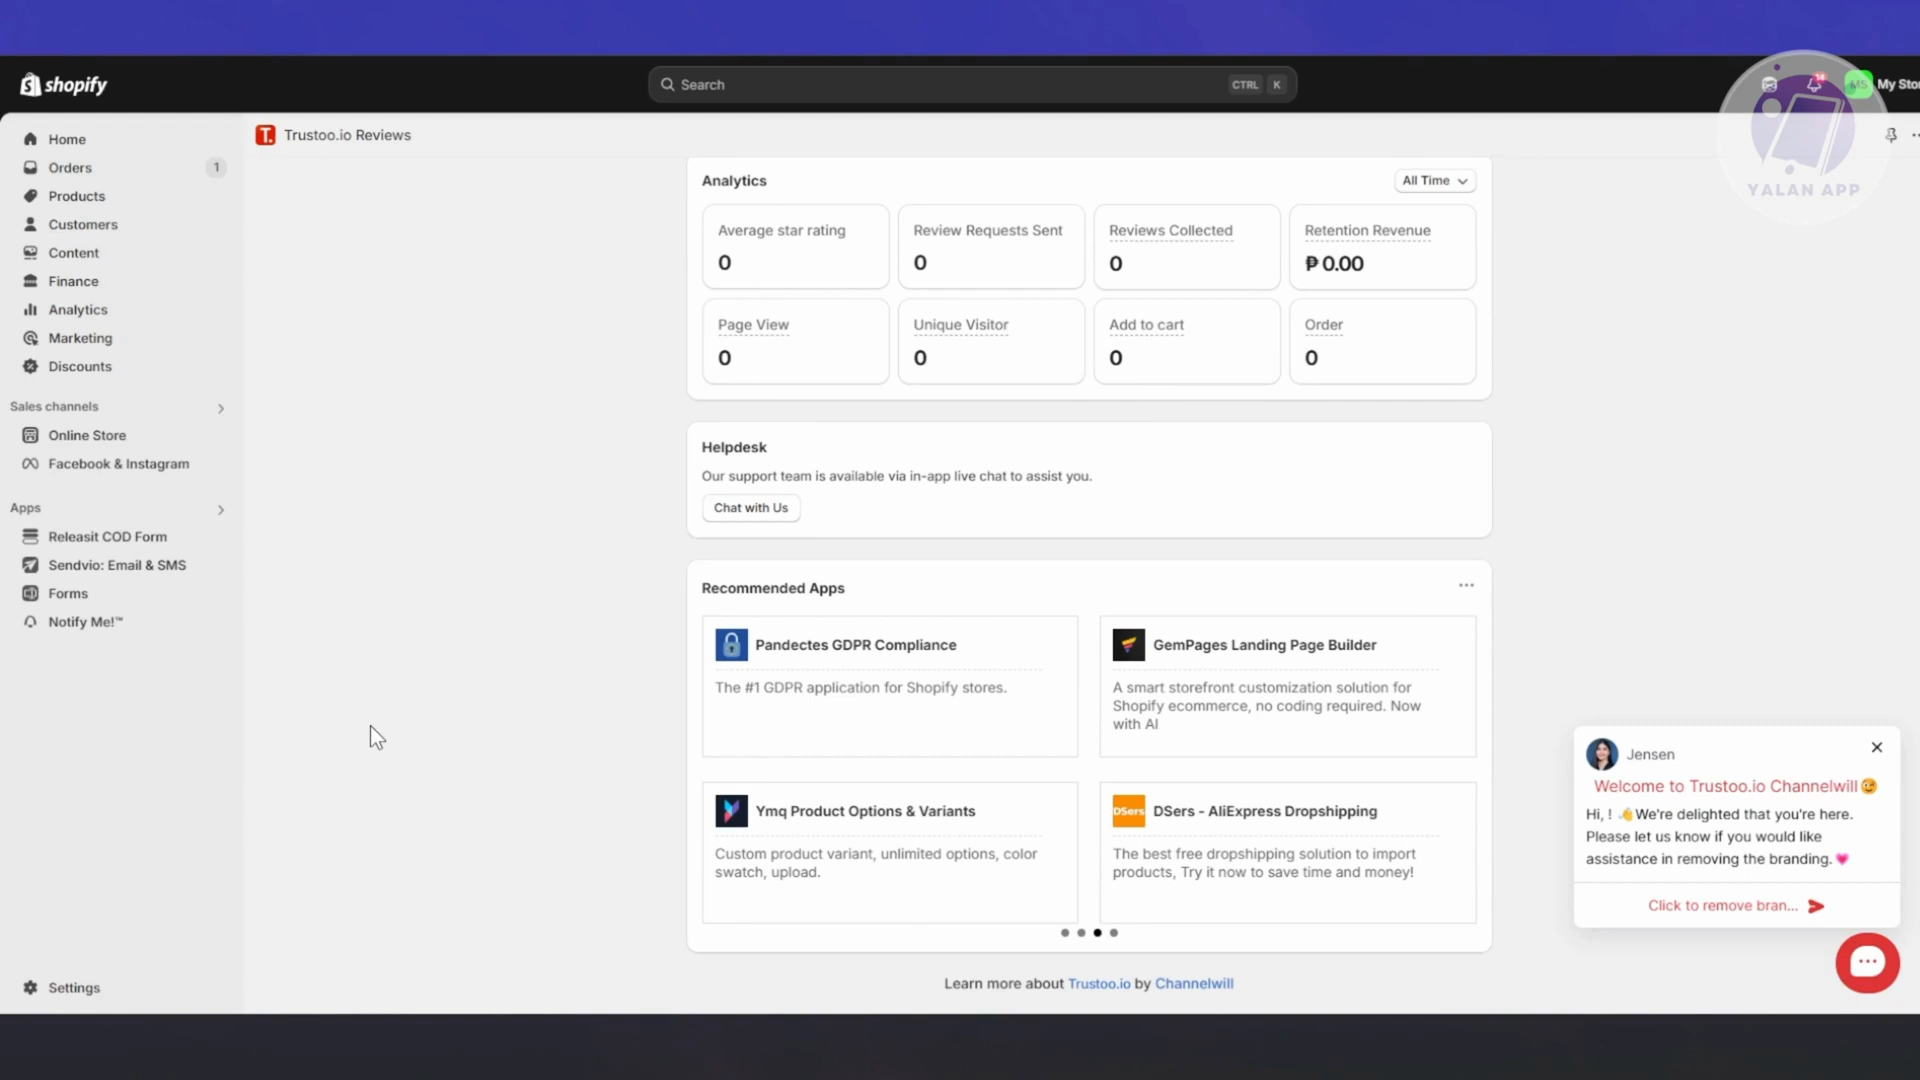 shopify
Search
CTRL K
14
MS
My Sto
YALAN APP
Home
Orders 1
Products
Customers
Content
Finance
Analytics
Marketing
Discounts
Sales channels
Online Store
Facebook & Instagram
Apps
Releasit COD Form
Sendvio: Email & SMS
Forms
Notify Me!™
Settings
T. Trustoo.io Reviews
Analytics
All Time
Average star rating
0
Review Requests Sent
0
Reviews Collected
0
Retention Revenue
₱0.00
Page View
0
Unique Visitor
0
Add to cart
0
Order
0
Helpdesk
Our support team is available via in-app live chat to assist you.
Chat with Us
Recommended Apps
Pandectes GDPR Compliance
The #1 GDPR application for Shopify stores.
GemPages Landing Page Builder
A smart storefront customization solution for
Shopify ecommerce, no coding required. Now
with AI
Ymq Product Options & Variants
Custom product variant, unlimited options, color
swatch, upload.
DSers
DSers - AliExpress Dropshipping
The best free dropshipping solution to import
products, Try it now to save time and money!
Learn more about Trustoo.io by Channelwill
Jensen
Welcome to Trustoo.io Channelwill😉
Hi, ! 👋We're delighted that you're here.
Please let us know if you would like
assistance in removing the branding.💗
Click to remove bran...